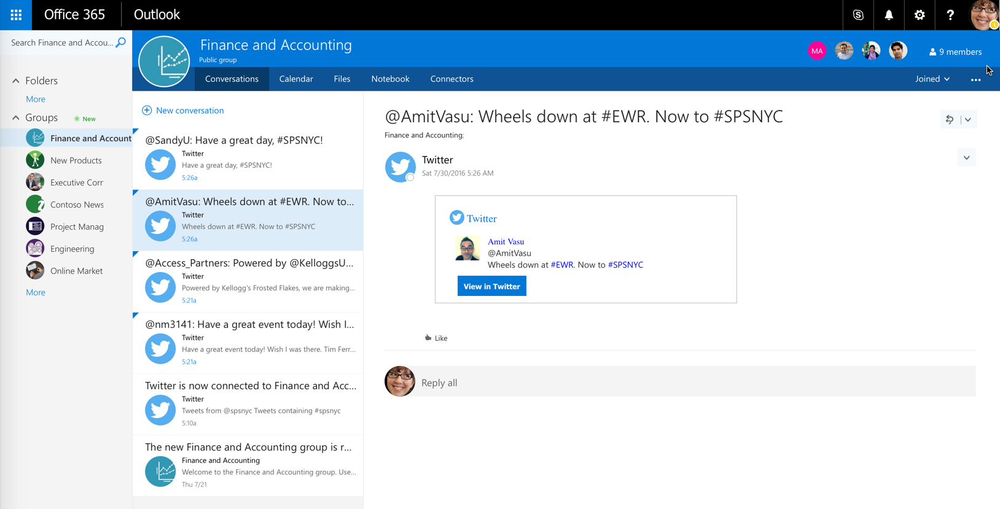 Office 365
Outlook
?
Search Finance and Accou...
Finance and Accounting
Public group
MA
9 members
Conversations
Calendar
Files
Notebook
Connectors
Joined
...
Folders
More
Groups
New
Finance and Account
New Products
Executive Corr
Contoso News
Project Manag
Engineering
Online Market
More
New conversation
@SandyU: Have a great day, #SPSNYC!
Twitter
Have a great day, #SPSNYC!
5:26a
@AmitVasu: Wheels down at #EWR. Now to...
Twitter
Wheels down at #EWR. Now to #SPSNYC
5:26a
@Access_Partners: Powered by @KelloggsU...
Twitter
Powered by Kellogg's Frosted Flakes, we are making...
5:21a
@nm3141: Have a great event today! Wish I...
Twitter
Have a great event today! Wish I was there. Tim Ferr...
5:21a
Twitter is now connected to Finance and Acc...
Twitter
Tweets from @spsnyc Tweets containing #spsnyc
5:10a
The new Finance and Accounting group is r...
Finance and Accounting
Welcome to the Finance and Accounting group. Use...
Thu 7/21
@AmitVasu: Wheels down at #EWR. Now to #SPSNYC
Finance and Accounting;
Twitter
Sat 7/30/2016 5:26 AM
Twitter
Amit Vasu
@AmitVasu
Wheels down at #EWR. Now to #SPSNYC
View in Twitter
Like
Reply all